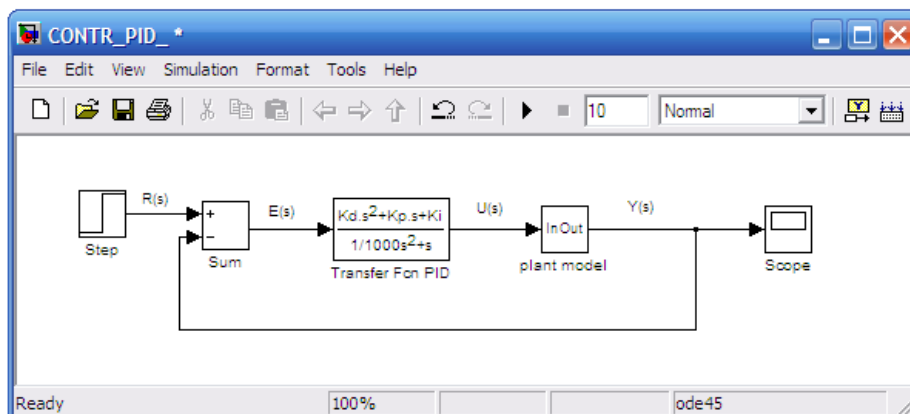 CONTR_PID_ *
File Edit View Simulation Format Tools Help
10 Normal
R(s) E(s) U(s) Y(s)
+
−
Kd.s²+Kp.s+Ki
1/1000s²+s
In Out
Step Sum Transfer Fcn PID plant model Scope
Ready 100% ode45